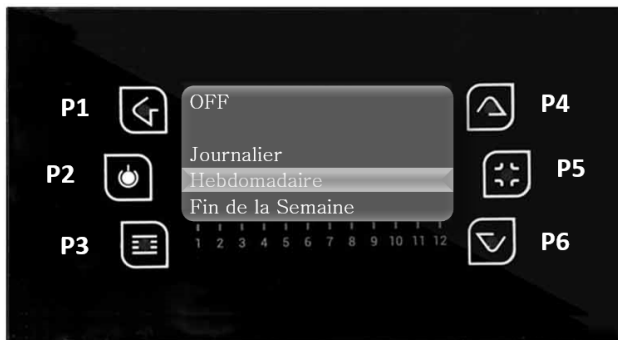 P1
OFF
P4
Journalier
P2
Hebdomadaire
P5
Fin de la Semaine
P3
1 2 3 4 5 6 7 8 9 10 11 12
P6